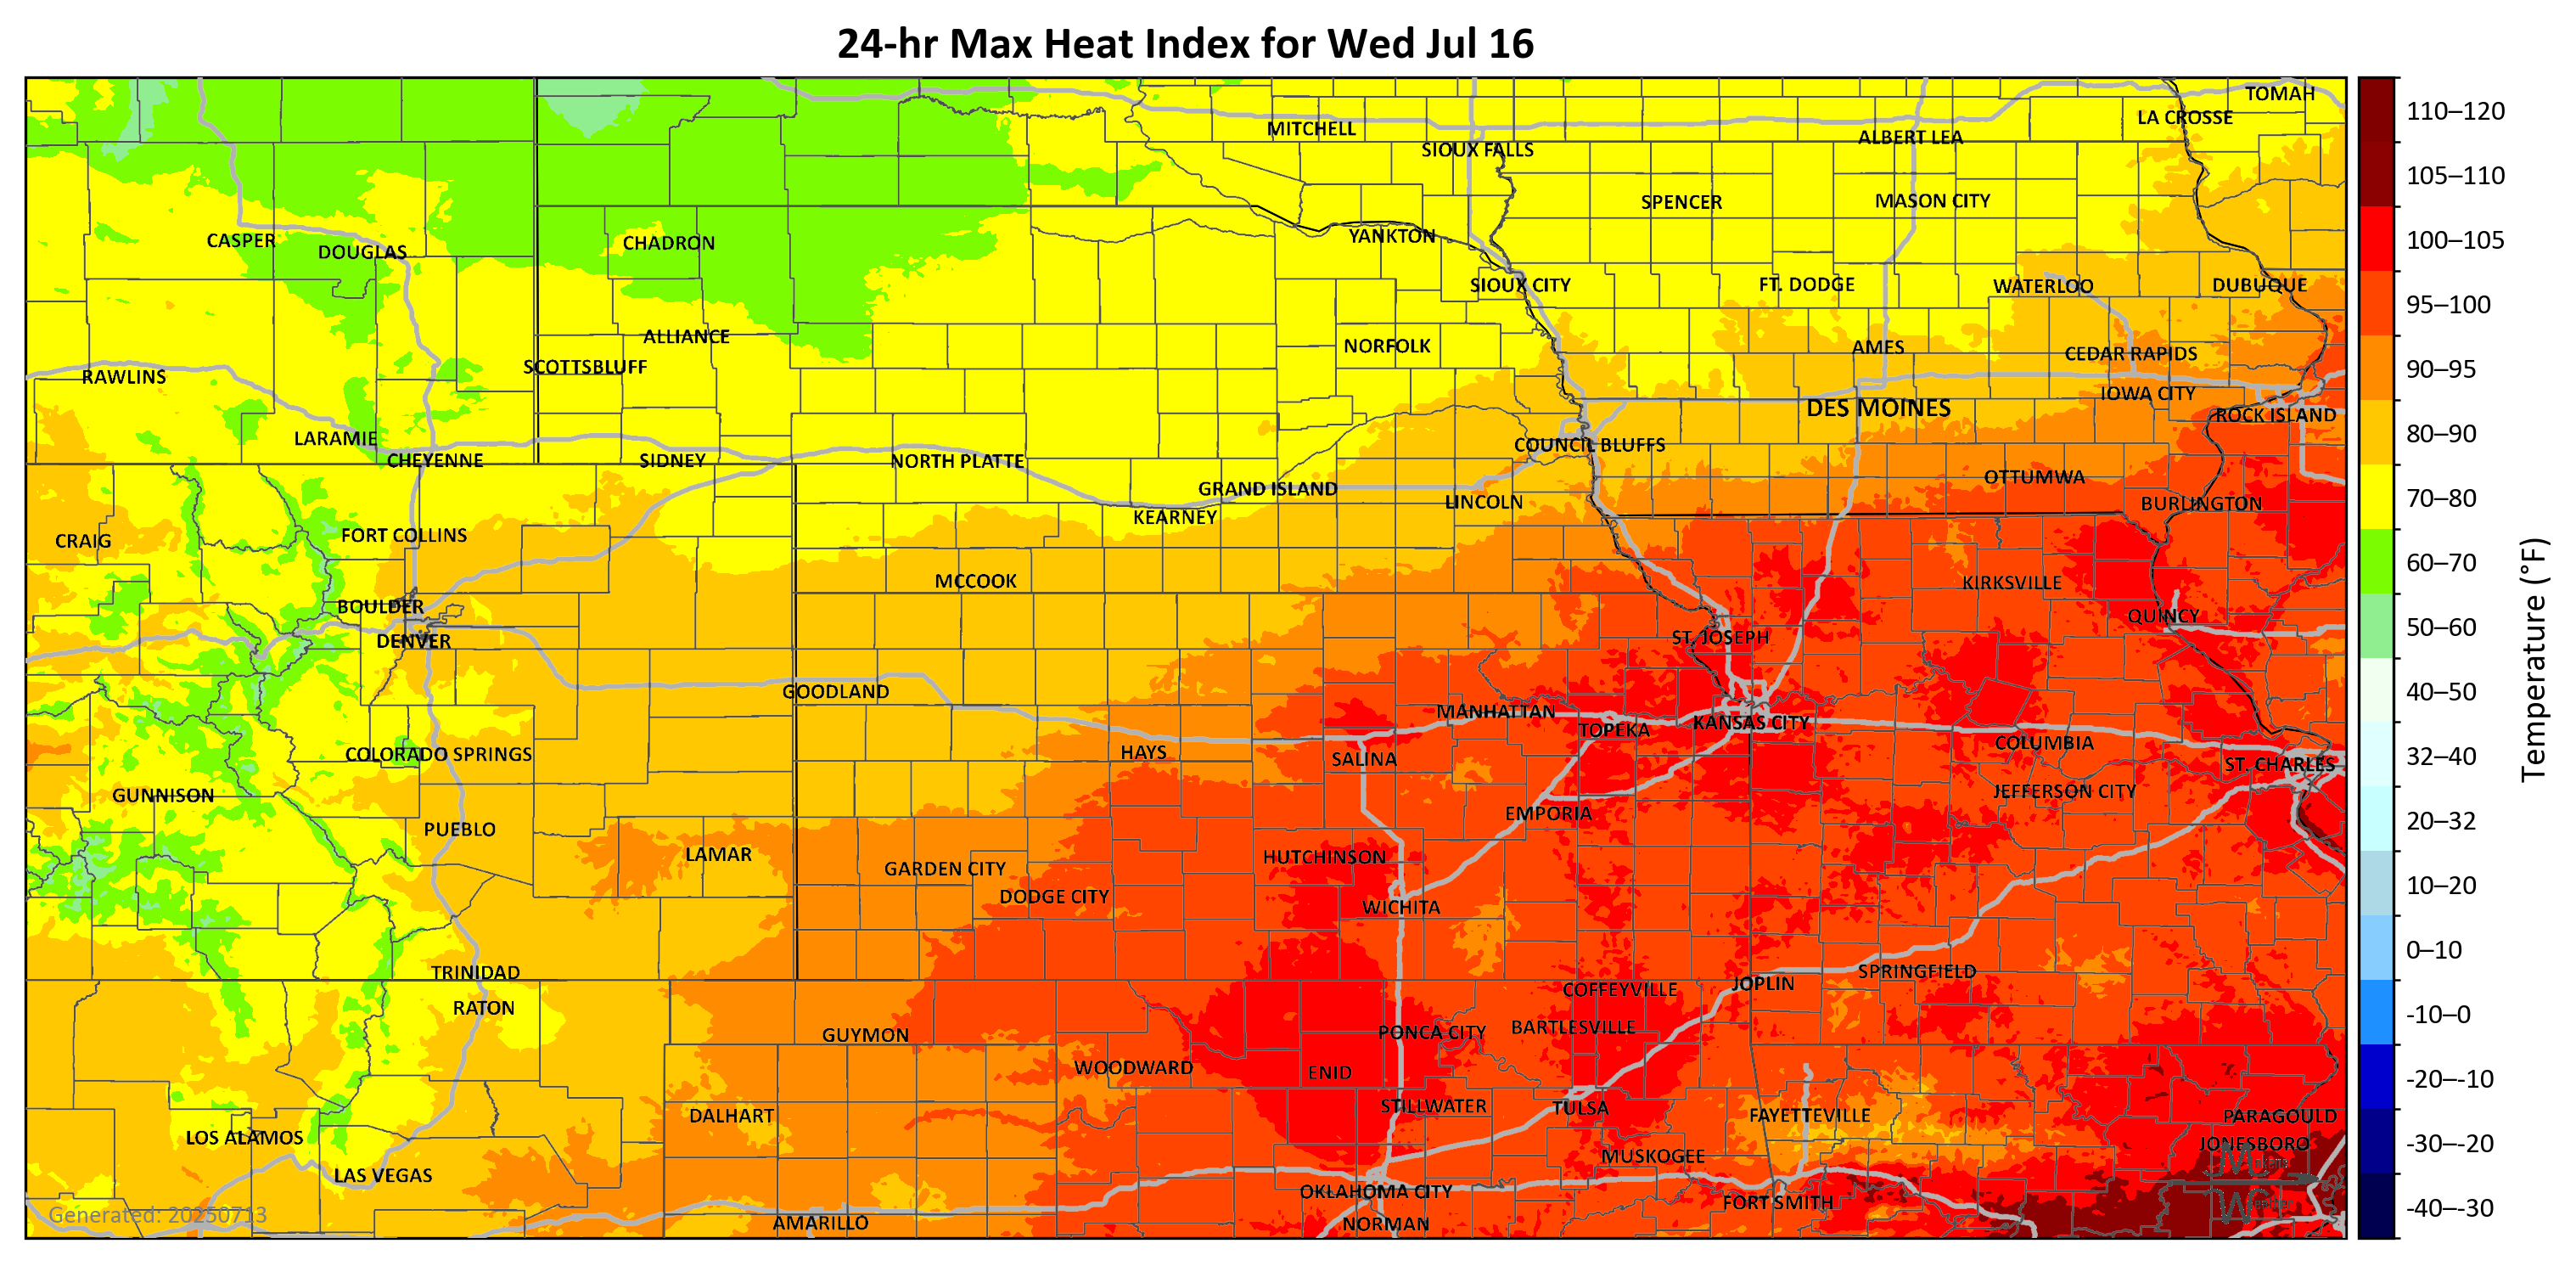 24-hr Max Heat Index for Wed Jul 16
TOMAH
LA CROSSE
MITCHELL
ALBERT LEA
SIOUX FALLS
SPENCER
MASON CITY
CASPER
DOUGLAS
CHADRON
YANKTON
SIOUX CITY
FT. DODGE
WATERLOO
DUBUQUE
ALLIANCE
NORFOLK
AMES
CEDAR RAPIDS
SCOTTSBLUFF
RAWLINS
IOWA CITY
DES MOINES
ROCK ISLAND
LARAMIE
COUNCIL BLUFFS
CHEYENNE
SIDNEY
NORTH PLATTE
OTTUMWA
GRAND ISLAND
LINCOLN
BURLINGTON
KEARNEY
FORT COLLINS
CRAIG
MCCOOK
KIRKSVILLE
BOULDER
QUINCY
DENVER
ST. JOSEPH
GOODLAND
MANHATTAN
TOPEKA
KANSAS CITY
COLUMBIA
COLORADO SPRINGS
HAYS
SALINA
ST. CHARLES
GUNNISON
JEFFERSON CITY
EMPORIA
PUEBLO
LAMAR
HUTCHINSON
GARDEN CITY
DODGE CITY
WICHITA
TRINIDAD
SPRINGFIELD
JOPLIN
COFFEYVILLE
RATON
GUYMON
PONCA CITY
BARTLESVILLE
WOODWARD
ENID
STILLWATER
TULSA
DALHART
FAYETTEVILLE
PARAGOULD
LOS ALAMOS
JONESBORO
MUSKOGEE
LAS VEGAS
OKLAHOMA CITY
FORT SMITH
AMARILLO
NORMAN
Generated: 20250713
110–120
105–110
100–105
95–100
90–95
80–90
70–80
60–70
50–60
40–50
32–40
20–32
10–20
0–10
-10–0
-20–-10
-30–-20
-40–-30
Temperature (°F)